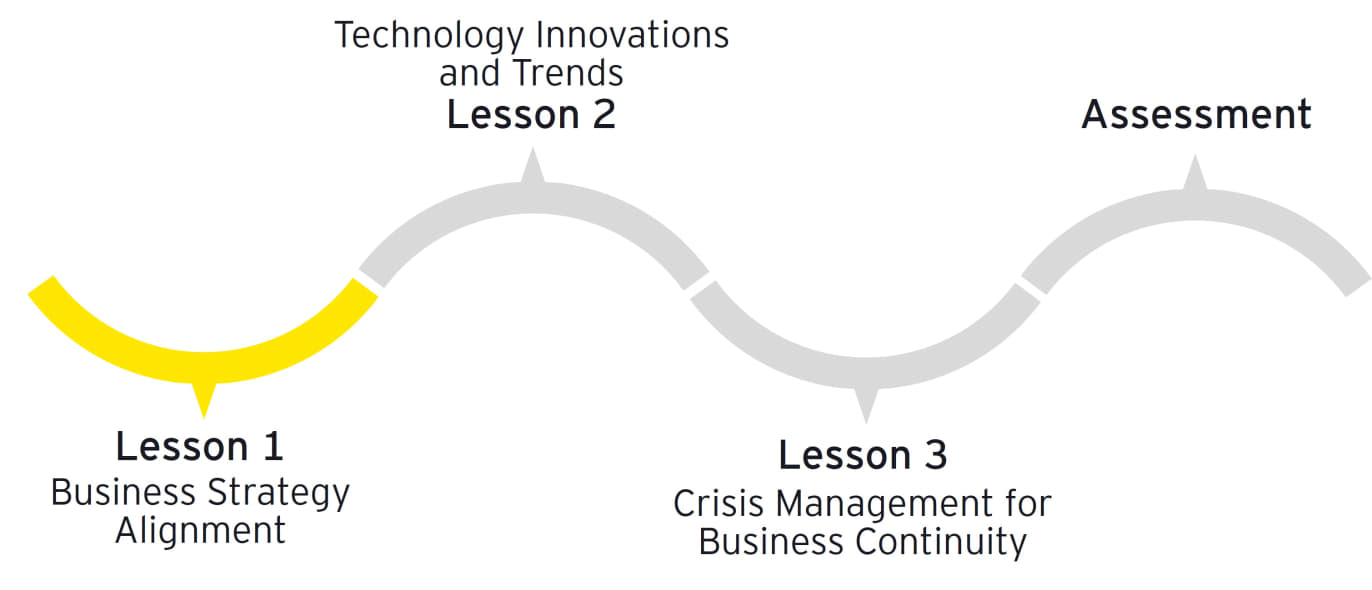 Technology Innovations
and Trends
Lesson 2
Assessment
Lesson 1
Business Strategy
Alignment
Lesson 3
Crisis Management for
Business Continuity